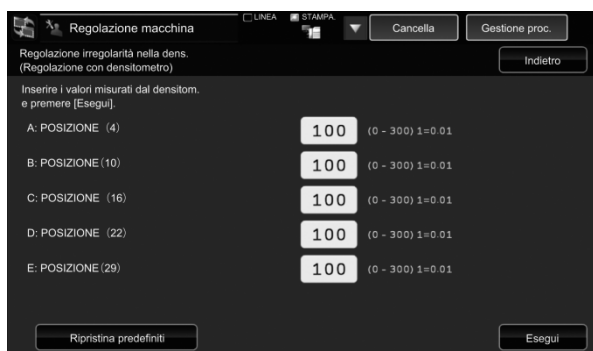 Regolazione macchina
LINEA
STAMPA.
Cancella
Gestione proc.
Regolazione irregolarità nella dens.
(Regolazione con densitometro)
Indietro
Inserire i valori misurati dal densitom.
e premere [Esegui].
A: POSIZIONE (4) 100 (0 - 300) 1=0.01
B: POSIZIONE(10) 100 (0 - 300) 1=0.01
C: POSIZIONE (16) 100 (0 - 300) 1=0.01
D: POSIZIONE (22) 100 (0 - 300) 1=0.01
E: POSIZIONE(29) 100 (0 - 300) 1=0.01
Ripristina predefiniti
Esegui